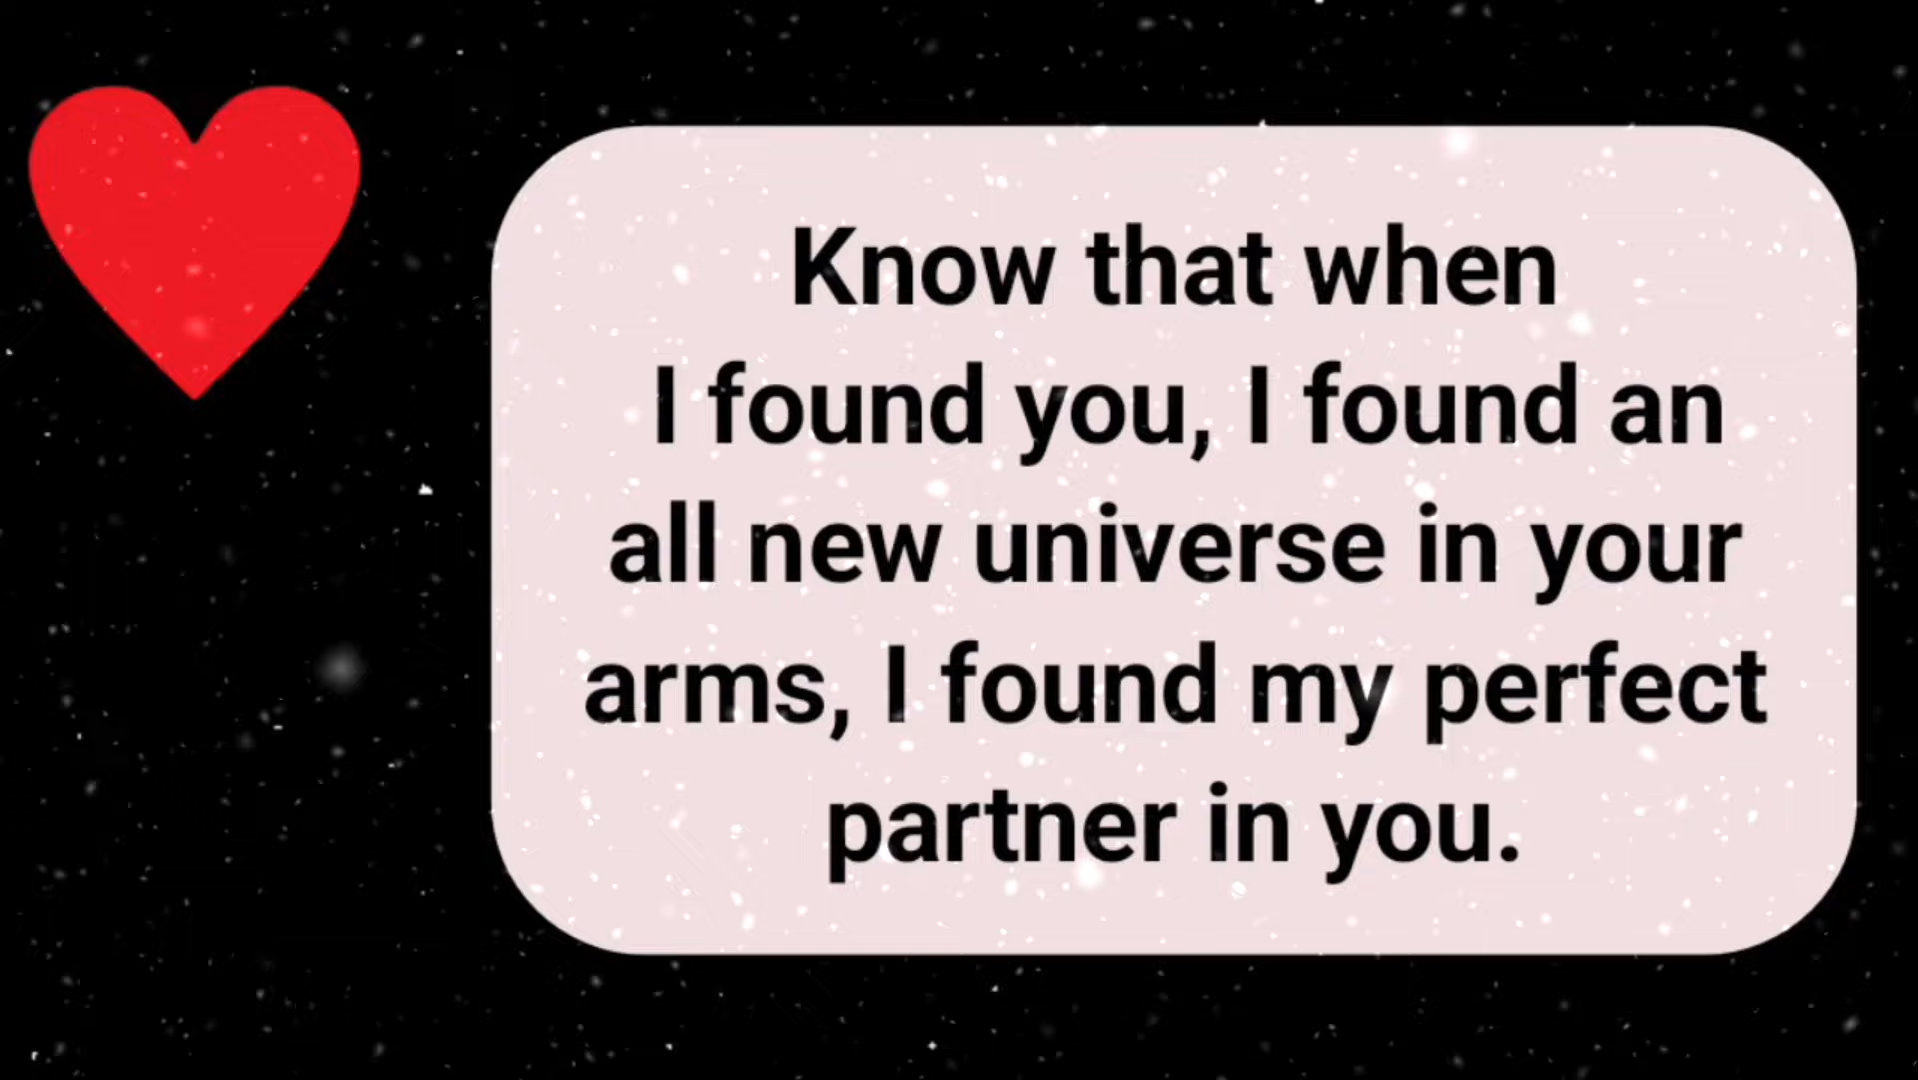 Know that when
I found you, I found an
all new universe in your
arms, I found my perfect
partner in you.